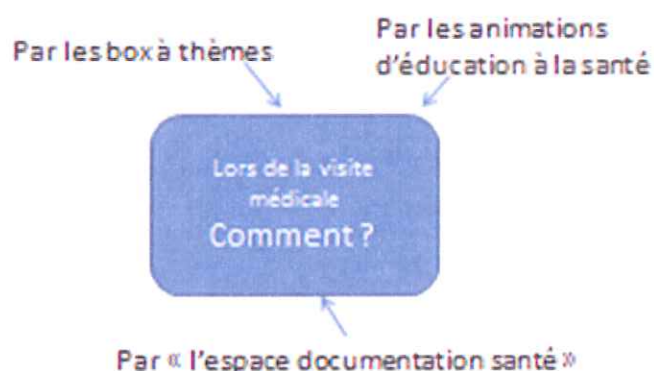 Par les box à thèmes
Par les animations
d'éducation à la santé
Lors de la visite
médicale
Comment ?
Par « l'espace documentation santé »